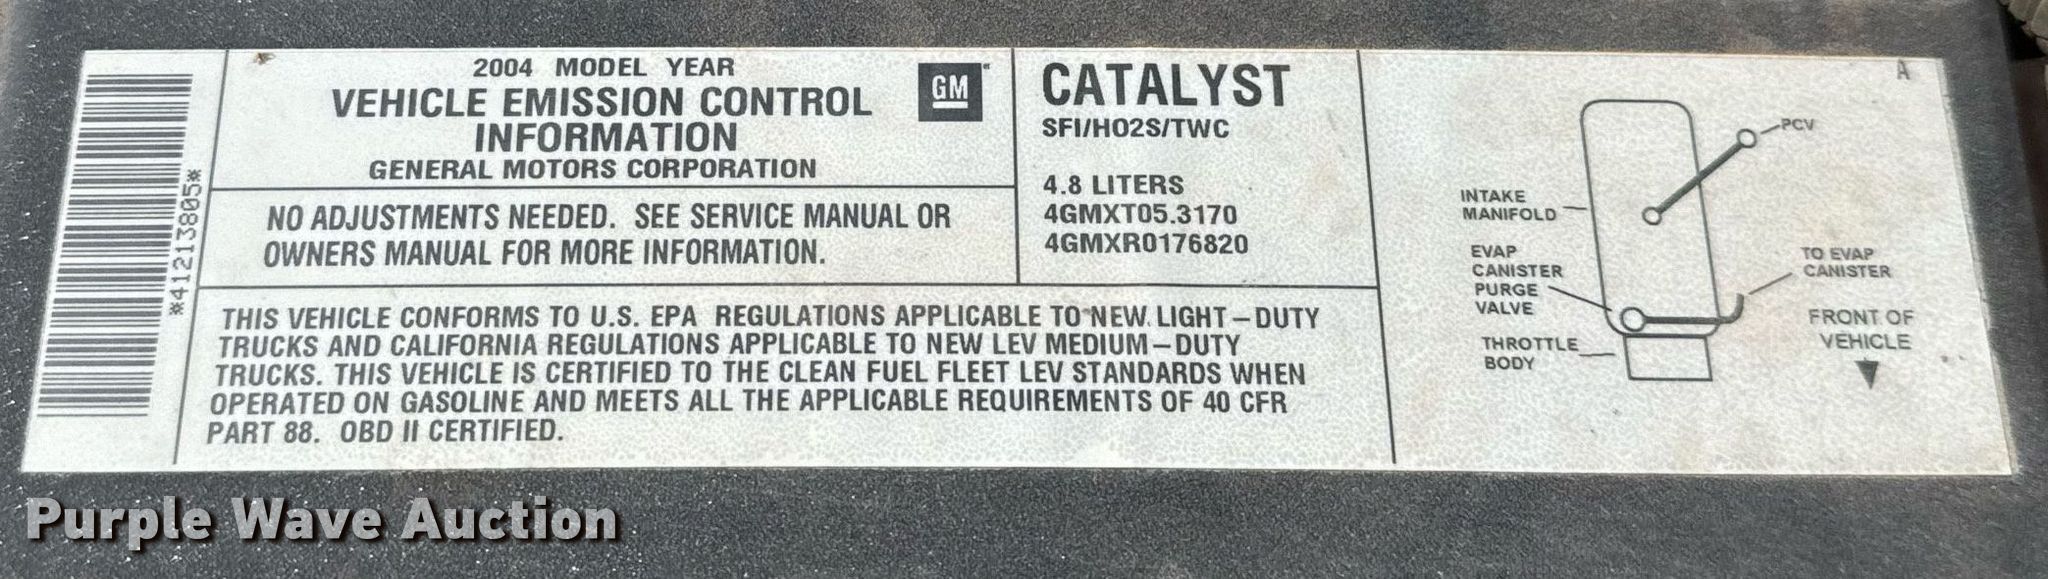 *41213805*
2004 MODEL YEAR
VEHICLE EMISSION CONTROL
INFORMATION
GENERAL MOTORS CORPORATION
GM
NO ADJUSTMENTS NEEDED. SEE SERVICE MANUAL OR
OWNERS MANUAL FOR MORE INFORMATION.
CATALYST
SFI/HO2S/TWC
4.8 LITERS
4GMXT05.3170
4GMXR0176820
THIS VEHICLE CONFORMS TO U.S. EPA REGULATIONS APPLICABLE TO NEW LIGHT-DUTY
TRUCKS AND CALIFORNIA REGULATIONS APPLICABLE TO NEW LEV MEDIUM-DUTY
TRUCKS. THIS VEHICLE IS CERTIFIED TO THE CLEAN FUEL FLEET LEV STANDARDS WHEN
OPERATED ON GASOLINE AND MEETS ALL THE APPLICABLE REQUIREMENTS OF 40 CFR
PART 88. OBD II CERTIFIED.
A
PCV
INTAKE
MANIFOLD
EVAP
CANISTER
PURGE
VALVE
THROTTLE
BODY
TO EVAP
CANISTER
FRONT OF
VEHICLE
Purple Wave Auction